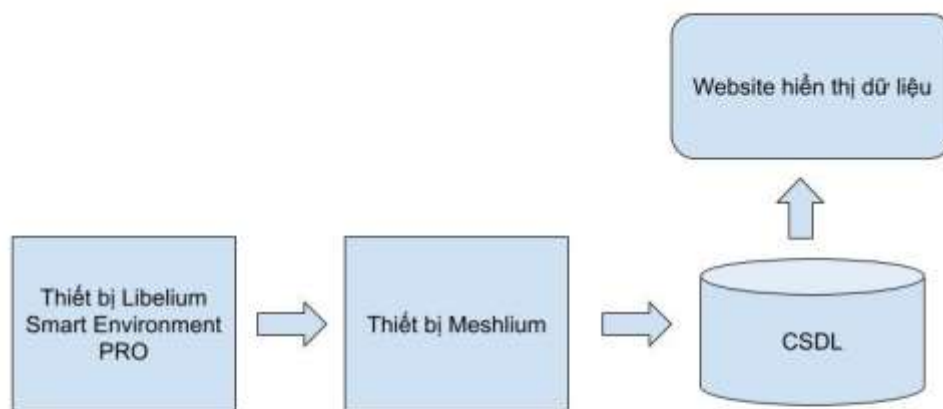 Website hiển thị dữ liệu
Thiết bị Libelium
Smart Environment
PRO
Thiết bị Meshlium
CSDL